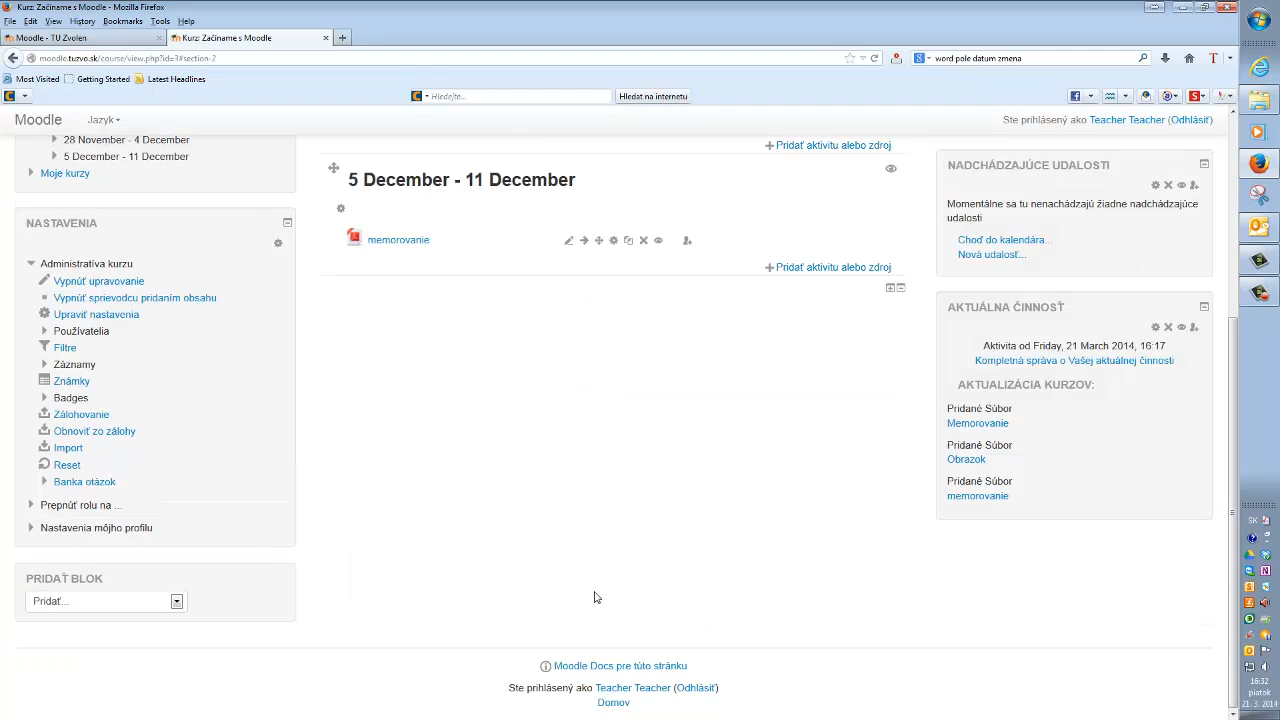 Kurz: Začíname s Moodle - Mozilla Firefox
File Edit View History Bookmarks Tools Help
Moodle - TU Zvolen
Kurz: Začíname s Moodle
moodle.tuzvo.sk/course/view.php?id=3#section-2
word pole datum zmena
Most Visited Getting Started Latest Headlines
Hledejte...
Hledat na internetu
Moodle Jazyk
Ste prihlásený ako Teacher Teacher (Odhlásiť)
28 November - 4 December
5 December - 11 December
Moje kurzy
NASTAVENIA
Administratíva kurzu
Vypnúť upravovanie
Vypnúť sprievodcu pridaním obsahu
Upraviť nastavenia
Používatelia
Filtre
Záznamy
Známky
Badges
Zálohovanie
Obnoviť zo zálohy
Import
Reset
Banka otázok
Prepnúť rolu na ...
Nastavenia môjho profilu
PRIDAŤ BLOK
Pridať...
Pridať aktivitu alebo zdroj
5 December - 11 December
memorovanie
Pridať aktivitu alebo zdroj
NADCHÁDZAJÚCE UDALOSTI
Momentálne sa tu nenachádzajú žiadne nadchádzajúce
udalosti
Choď do kalendára...
Nová udalosť...
AKTUÁLNA ČINNOSŤ
Aktivita od Friday, 21 March 2014, 16:17
Kompletná správa o Vašej aktuálnej činnosti
AKTUALIZÁCIA KURZOV:
Pridané Súbor
Memorovanie
Pridané Súbor
Obrazok
Pridané Súbor
memorovanie
Moodle Docs pre túto stránku
Ste prihlásený ako Teacher Teacher (Odhlásiť)
Domov
SK
16:32
piatok
21. 3. 2014